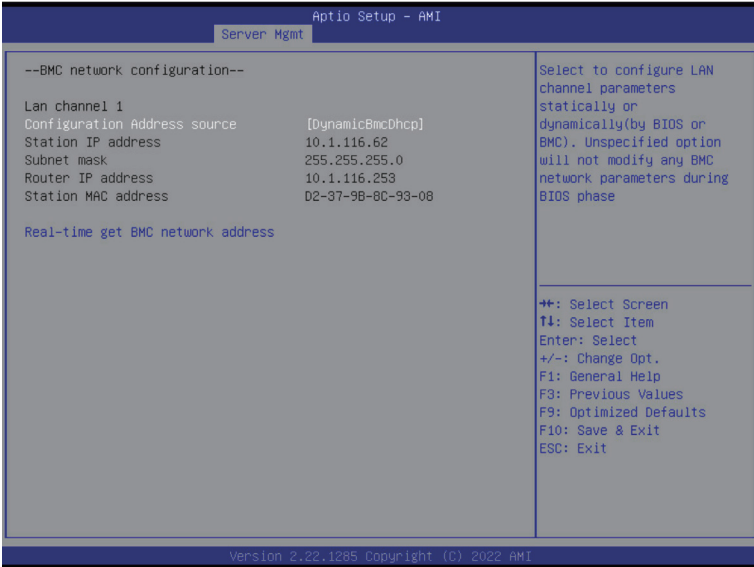 Aptio Setup – AMI
Server Mgmt
--BMC network configuration--
Lan channel 1
Configuration Address source [DynamicBmcDhcp]
Station IP address 10.1.116.62
Subnet mask 255.255.255.0
Router IP address 10.1.116.253
Station MAC address D2-37-9B-8C-93-08
Real-time get BMC network address
Select to configure LAN
channel parameters
statically or
dynamically(by BIOS or
BMC). Unspecified option
will not modify any BMC
network parameters during
BIOS phase
→←: Select Screen
↑↓: Select Item
Enter: Select
+/-: Change Opt.
F1: General Help
F3: Previous Values
F9: Optimized Defaults
F10: Save & Exit
ESC: Exit
Version 2.22.1285 Copyright (C) 2022 AMI